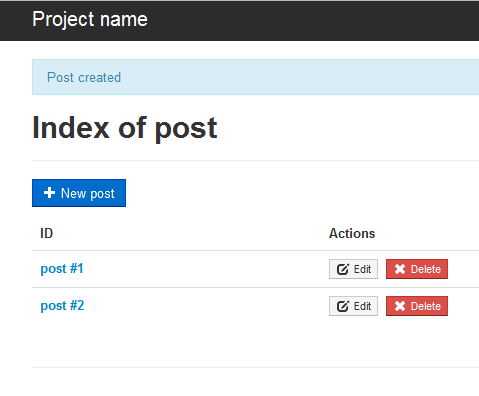 Project name
Post created
Index of post
New post
ID Actions
post #1 Edit Delete
post #2 Edit Delete